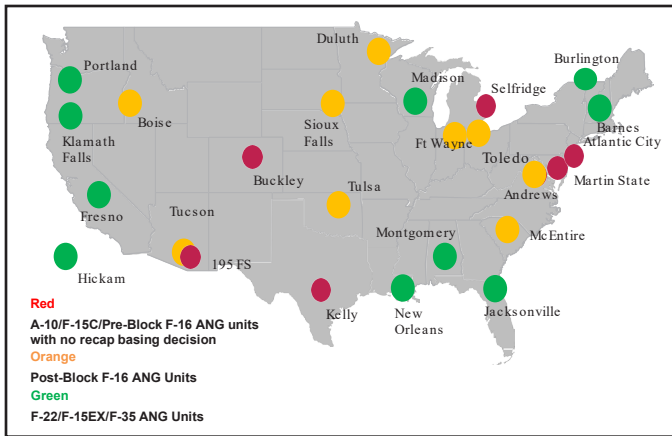 Duluth
Burlington
Portland
Madison
Selfridge
Boise
Sioux
Falls
Klamath
Falls
Ft Wayne
Toledo
Barnes
Atlantic City
Buckley
Tulsa
Andrews
Martin State
Fresno
Tucson
Montgomery
McEntire
Hickam
195 FS
Kelly
New
Orleans
Jacksonville
Red
A-10/F-15C/Pre-Block F-16 ANG units
with no recap basing decision
Orange
Post-Block F-16 ANG Units
Green
F-22/F-15EX/F-35 ANG Units